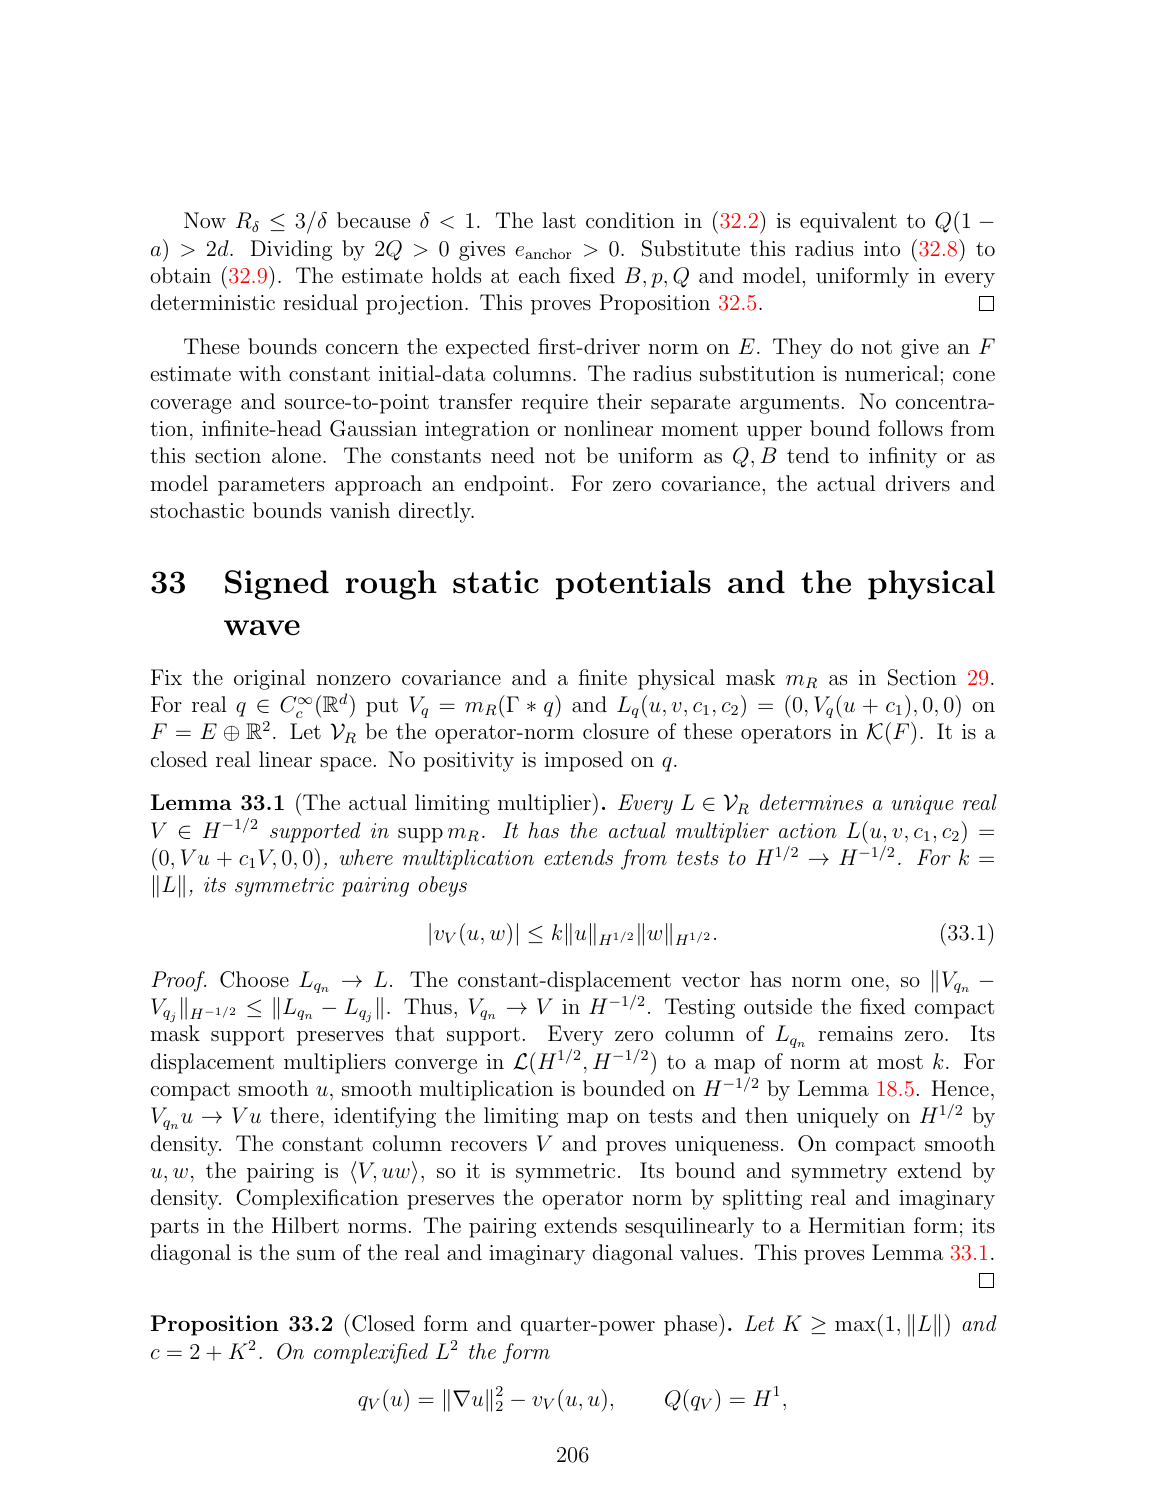 Now $R_\delta \leq 3/\delta$ because $\delta < 1$. The last condition in (32.2) is equivalent to $Q(1 -$
$a) > 2d$. Dividing by $2Q > 0$ gives $e_{\text{anchor}} > 0$. Substitute this radius into (32.8) to
obtain (32.9). The estimate holds at each fixed $B, p, Q$ and model, uniformly in every
deterministic residual projection. This proves Proposition 32.5. □
These bounds concern the expected first-driver norm on $E$. They do not give an $F$
estimate with constant initial-data columns. The radius substitution is numerical; cone
coverage and source-to-point transfer require their separate arguments. No concentra-
tion, infinite-head Gaussian integration or nonlinear moment upper bound follows from
this section alone. The constants need not be uniform as $Q, B$ tend to infinity or as
model parameters approach an endpoint. For zero covariance, the actual drivers and
stochastic bounds vanish directly.
33 Signed rough static potentials and the physical
wave
Fix the original nonzero covariance and a finite physical mask $m_R$ as in Section 29.
For real $q \in C_c^\infty(\mathbb{R}^d)$ put $V_q = m_R(\Gamma * q)$ and $L_q(u, v, c_1, c_2) = (0, V_q(u + c_1), 0, 0)$ on
$F = E \oplus \mathbb{R}^2$. Let $\mathcal{V}_R$ be the operator-norm closure of these operators in $\mathcal{K}(F)$. It is a
closed real linear space. No positivity is imposed on $q$.
Lemma 33.1 (The actual limiting multiplier). Every $L \in \mathcal{V}_R$ determines a unique real
$V \in H^{-1/2}$ supported in $\operatorname{supp} m_R$. It has the actual multiplier action $L(u, v, c_1, c_2) =$
$(0, Vu + c_1V, 0, 0)$, where multiplication extends from tests to $H^{1/2} \to H^{-1/2}$. For $k =$
$\|L\|$, its symmetric pairing obeys
$|v_V(u, w)| \leq k\|u\|_{H^{1/2}}\|w\|_{H^{1/2}}.$ (33.1)
Proof. Choose $L_{q_n} \to L$. The constant-displacement vector has norm one, so $\|V_{q_n} -$
$V_{q_j}\|_{H^{-1/2}} \leq \|L_{q_n} - L_{q_j}\|$. Thus, $V_{q_n} \to V$ in $H^{-1/2}$. Testing outside the fixed compact
mask support preserves that support. Every zero column of $L_{q_n}$ remains zero. Its
displacement multipliers converge in $\mathcal{L}(H^{1/2}, H^{-1/2})$ to a map of norm at most $k$. For
compact smooth $u$, smooth multiplication is bounded on $H^{-1/2}$ by Lemma 18.5. Hence,
$V_{q_n}u \to Vu$ there, identifying the limiting map on tests and then uniquely on $H^{1/2}$ by
density. The constant column recovers $V$ and proves uniqueness. On compact smooth
$u, w$, the pairing is $\langle V, uw \rangle$, so it is symmetric. Its bound and symmetry extend by
density. Complexification preserves the operator norm by splitting real and imaginary
parts in the Hilbert norms. The pairing extends sesquilinearly to a Hermitian form; its
diagonal is the sum of the real and imaginary diagonal values. This proves Lemma 33.1.
□
Proposition 33.2 (Closed form and quarter-power phase). Let $K \geq \max(1, \|L\|)$ and
$c = 2 + K^2$. On complexified $L^2$ the form
$q_V(u) = \|\nabla u\|_2^2 - v_V(u, u), \quad Q(q_V) = H^1,$
206